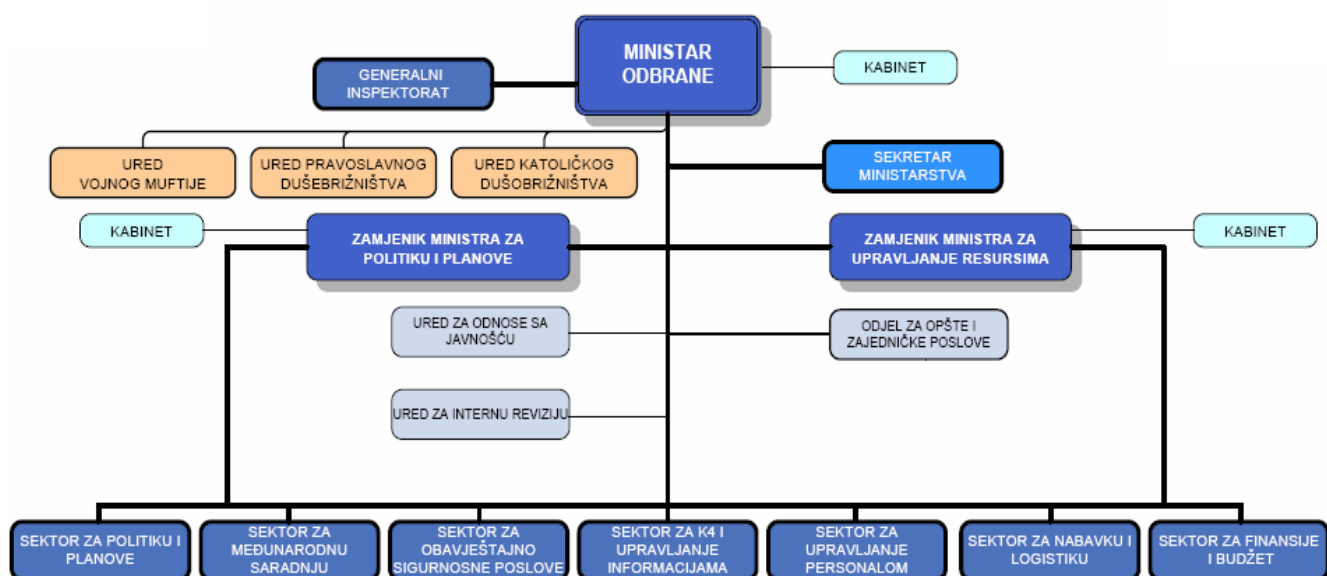 MINISTAR
ODBRANE
KABINET
GENERALNI
INSPEKTORAT
URED
VOJNOG MUFTIJE
URED PRAVOSLAVNOG
DUŠEBRIŽNIŠTVA
URED KATOLIČKOG
DUŠOBRIŽNIŠTVA
SEKRETAR
MINISTARSTVA
KABINET
ZAMJENIK MINISTRA ZA
POLITIKU I PLANOVE
ZAMJENIK MINISTRA ZA
UPRAVLJANJE RESURSIMA
KABINET
URED ZA ODNOSE SA
JAVNOŠĆU
ODJEL ZA OPŠTE I
ZAJEDNIČKE POSLOVE
URED ZA INTERNU REVIZIJU
SEKTOR ZA POLITIKU I
PLANOVE
SEKTOR ZA
MEĐUNARODNU
SARADNJU
SEKTOR ZA
OBAVJEŠTAJNO
SIGURNOSNE POSLOVE
SEKTOR ZA K4 I
UPRAVLJANJE
INFORMACIJAMA
SEKTOR ZA
UPRAVLJANJE
PERSONALOM
SEKTOR ZA NABAVKU I
LOGISTIKU
SEKTOR ZA FINANSIJE
I BUDŽET